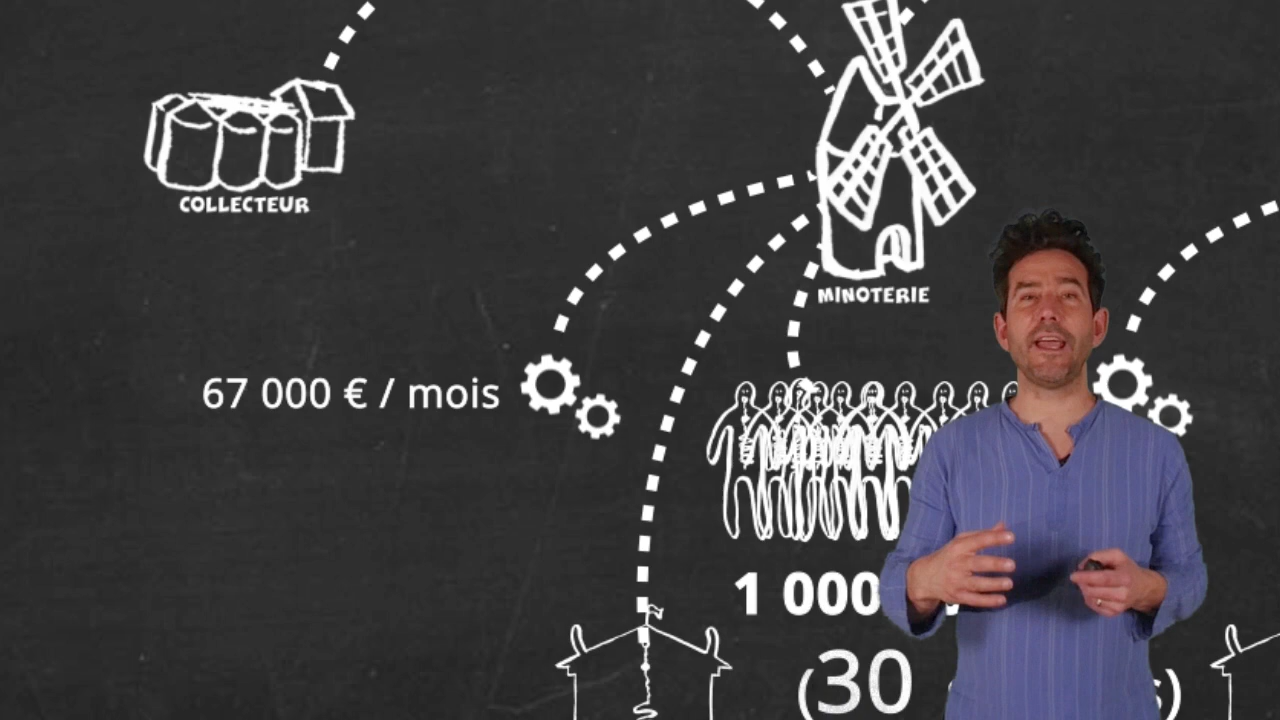 COLLECTEUR
MINOTERIE
67 000 € / mois
1 000
(30 s)